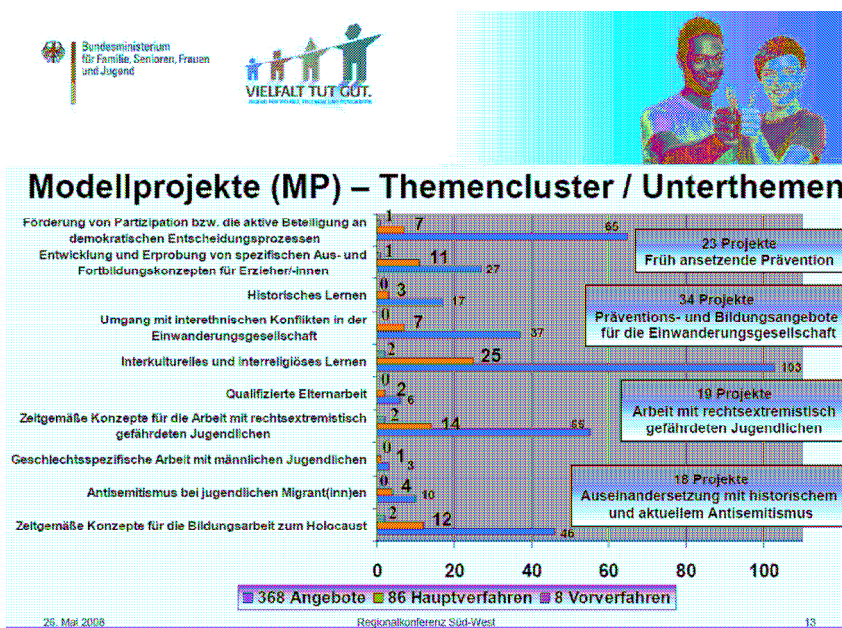 Bundesministerium
für Familie, Senioren, Frauen
und Jugend
VIELFALT TUT GUT.
Modellprojekte (MP) – Themencluster / Unterthemen
Förderung von Partizipation bzw. die aktive Beteiligung an
demokratischen Entscheidungsprozessen
1
7
65
Entwicklung und Erprobung von spezifischen Aus- und
Fortbildungskonzepten für Erzieher/-innen
1
11
27
Historisches Lernen
0
3
17
Umgang mit interethnischen Konflikten in der
Einwanderungsgesellschaft
0
7
37
Interkulturelles und interreligiöses Lernen
2
25
103
Qualifizierte Elternarbeit
0
2
6
Zeitgemäße Konzepte für die Arbeit mit rechtsextremistisch
gefährdeten Jugendlichen
2
14
55
Geschlechtsspezifische Arbeit mit männlichen Jugendlichen
0
1
3
Antisemitismus bei jugendlichen Migrant(inn)en
0
4
10
Zeitgemäße Konzepte für die Bildungsarbeit zum Holocaust
2
12
46
23 Projekte
Früh ansetzende Prävention
34 Projekte
Präventions- und Bildungsangebote
für die Einwanderungsgesellschaft
19 Projekte
Arbeit mit rechtsextremistisch
gefährdeten Jugendlichen
18 Projekte
Auseinandersetzung mit historischem
und aktuellem Antisemitismus
0 20 40 60 80 100
368 Angebote 86 Hauptverfahren 8 Vorverfahren
26. Mai 2008 Regionalkonferenz Süd-West 13